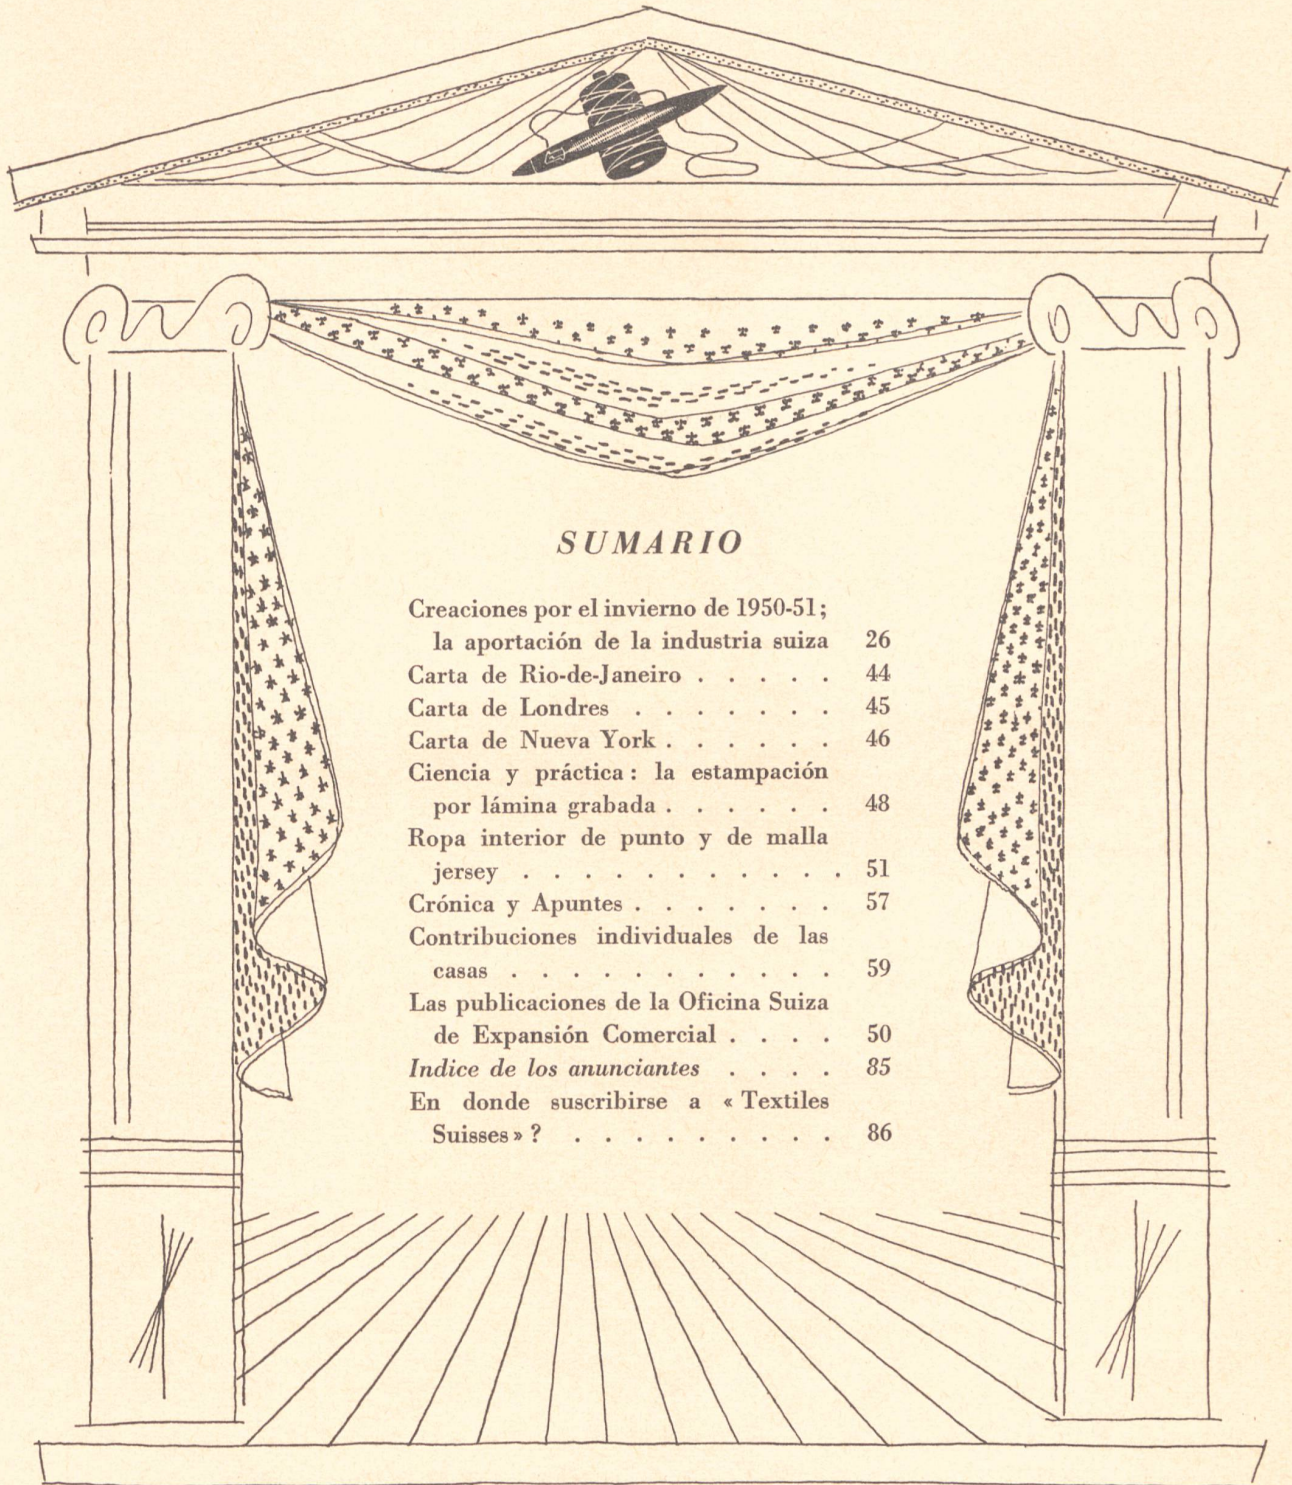 SUMARIO
Creaciones por el invierno de 1950-51;
la aportación de la industria suiza 26
Carta de Rio-de-Janeiro . . . . . 44
Carta de Londres . . . . . . . 45
Carta de Nueva York . . . . . . 46
Ciencia y práctica : la estampación
por lámina grabada . . . . . . 48
Ropa interior de punto y de malla
jersey . . . . . . . . . . . . 51
Crónica y Apuntes . . . . . . . 57
Contribuciones individuales de las
casas . . . . . . . . . . . 59
Las publicaciones de la Oficina Suiza
de Expansión Comercial . . . . 50
Indice de los anunciantes . . . . 85
En donde suscribirse a « Textiles
Suisses » ? . . . . . . . . . 86